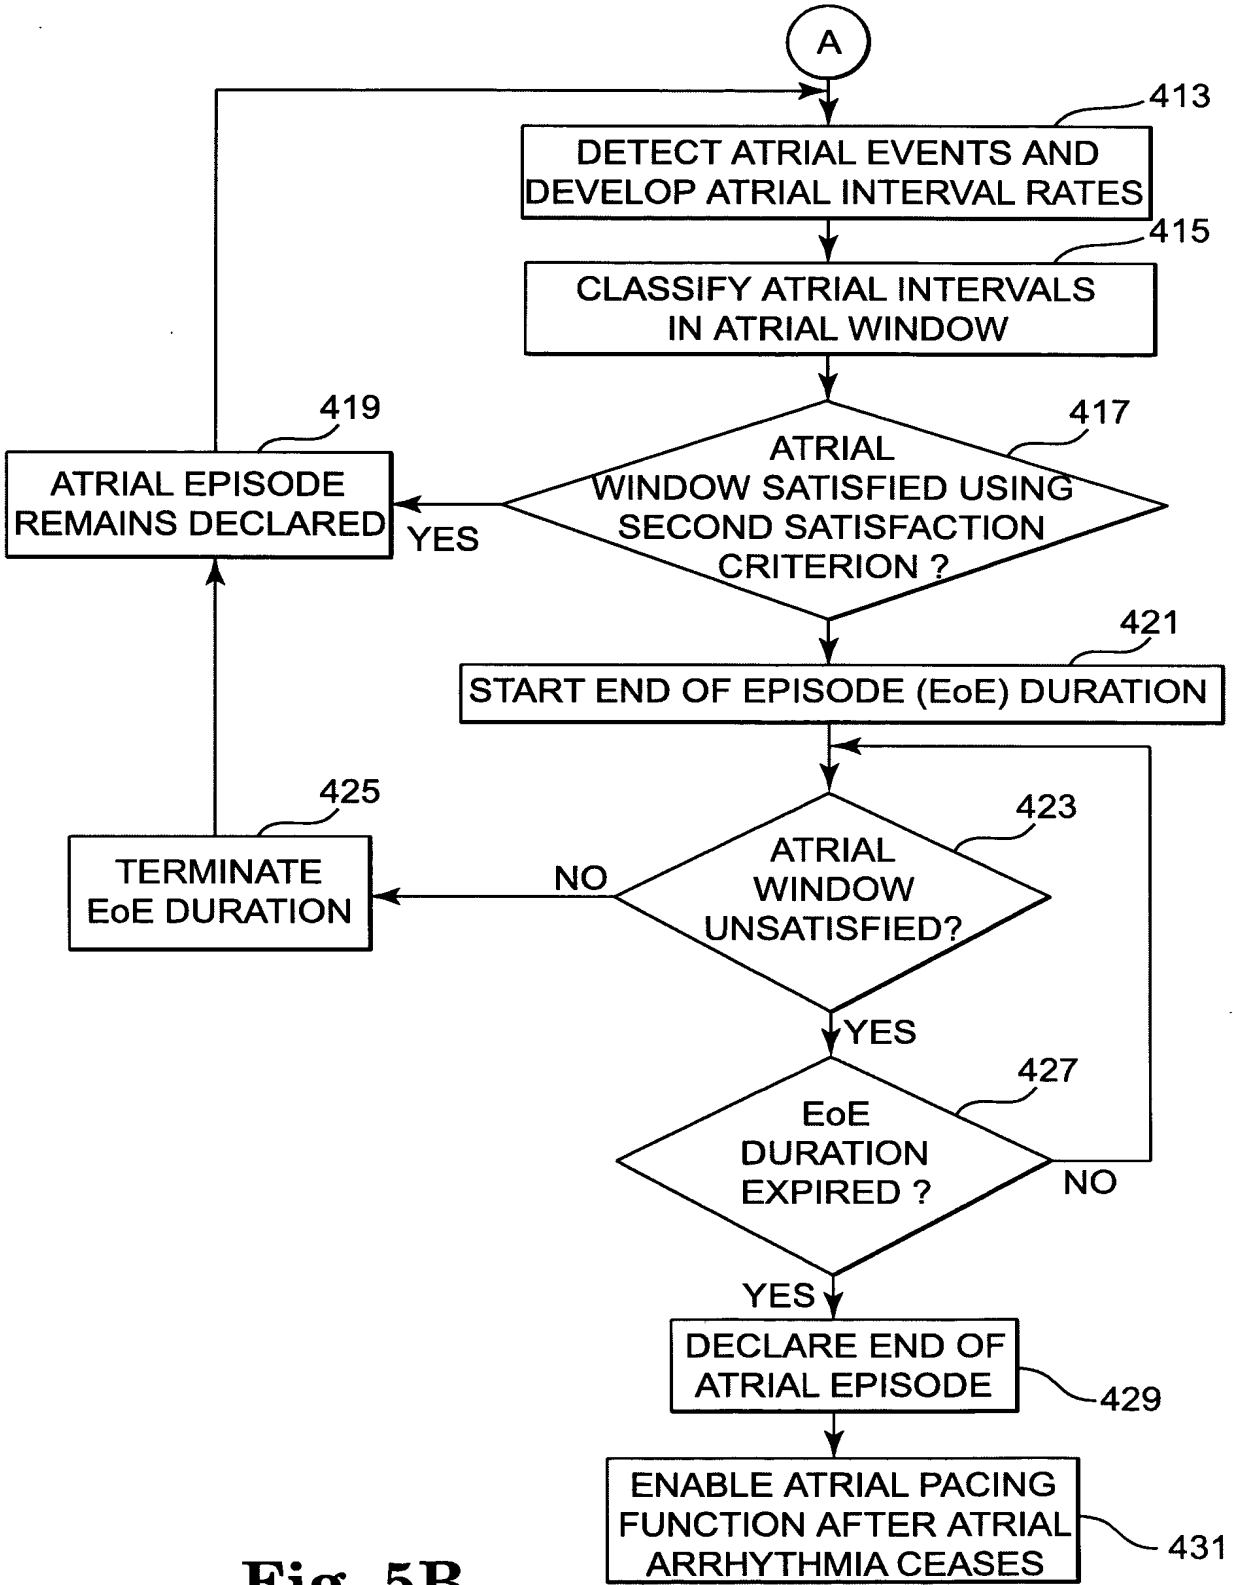 A
413
DETECT ATRIAL EVENTS AND
DEVELOP ATRIAL INTERVAL RATES
415
CLASSIFY ATRIAL INTERVALS
IN ATRIAL WINDOW
417
ATRIAL
WINDOW SATISFIED USING
SECOND SATISFACTION
CRITERION ?
YES
419
ATRIAL EPISODE
REMAINS DECLARED
421
START END OF EPISODE (EoE) DURATION
423
ATRIAL
WINDOW
UNSATISFIED?
NO
425
TERMINATE
EoE DURATION
YES
427
EoE
DURATION
EXPIRED ?
NO
YES
DECLARE END OF
ATRIAL EPISODE
429
ENABLE ATRIAL PACING
FUNCTION AFTER ATRIAL
ARRHYTHMIA CEASES
431
Fig. 5B